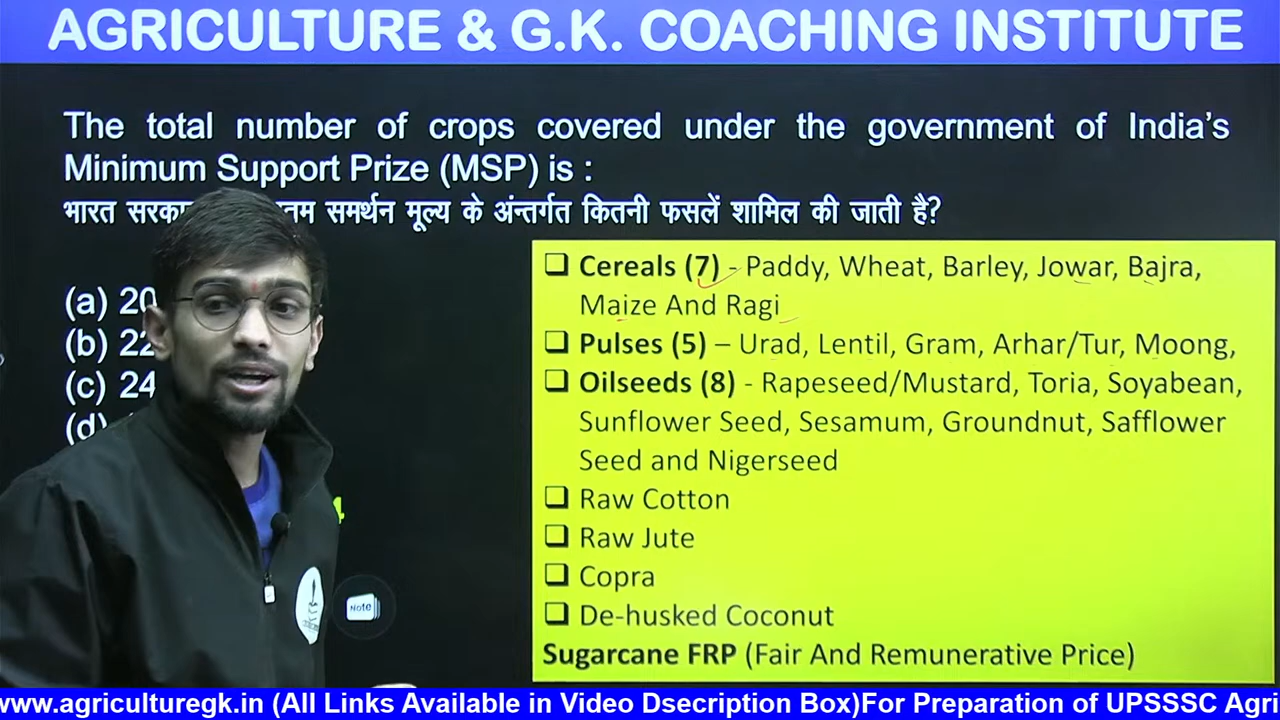 AGRICULTURE & G.K. COACHING INSTITUTE
The total number of crops covered under the government of India's
Minimum Support Prize (MSP) is :
भारत समर्थन मूल्य के अंन्तर्गत कितनी फसलें शामिल की जाती है?
(a) 20
(b) 22
(c) 24
(d)
Cereals (7) - Paddy, Wheat, Barley, Jowar, Bajra,
Maize And Ragi
Pulses (5) – Urad, Lentil, Gram, Arhar/Tur, Moong,
Oilseeds (8) - Rapeseed/Mustard, Toria, Soyabean,
Sunflower Seed, Sesamum, Groundnut, Safflower
Seed and Nigerseed
Raw Cotton
Raw Jute
Copra
De-husked Coconut
Sugarcane FRP (Fair And Remunerative Price)
Note
www.agriculturegk.in (All Links Available in Video Dsecription Box)For Preparation of UPSSSC Agri